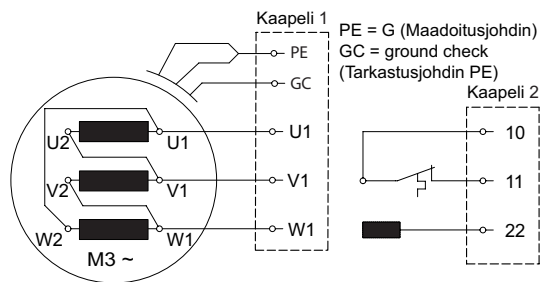 Kaapeli 1
PE
GC
U1
V1
W1
U2 U1
V2 V1
W2 W1
M3 ~
PE = G (Maadoitusjohdin)
GC = ground check
(Tarkastusjohdin PE)
Kaapeli 2
10
11
22